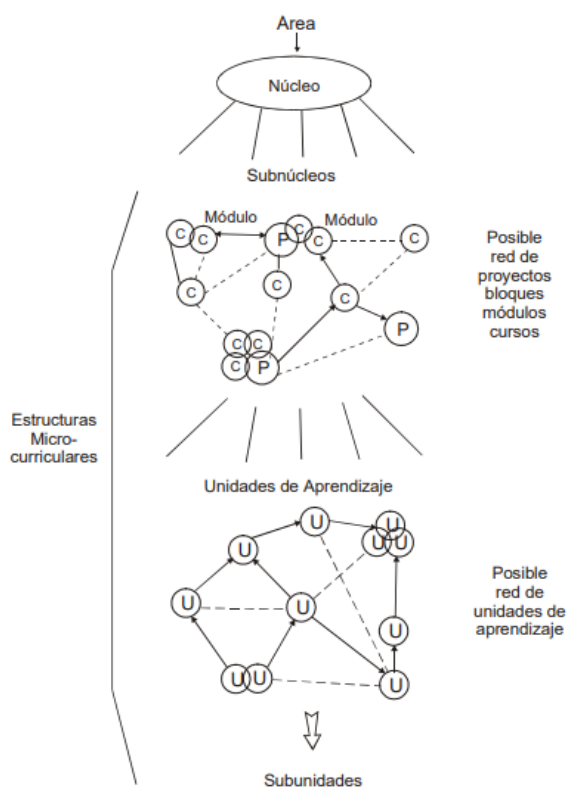 Area
Núcleo
Subnúcleos
Módulo
Módulo
C
C
P
C
C
C
C
C
C
P
C
C
C
P
Posible
red de
proyectos
bloques
módulos
cursos
Estructuras
Micro-
curriculares
Unidades de Aprendizaje
U
U
U
U
U
U
U
U
U
U
U
Posible
red de
unidades de
aprendizaje
Subunidades